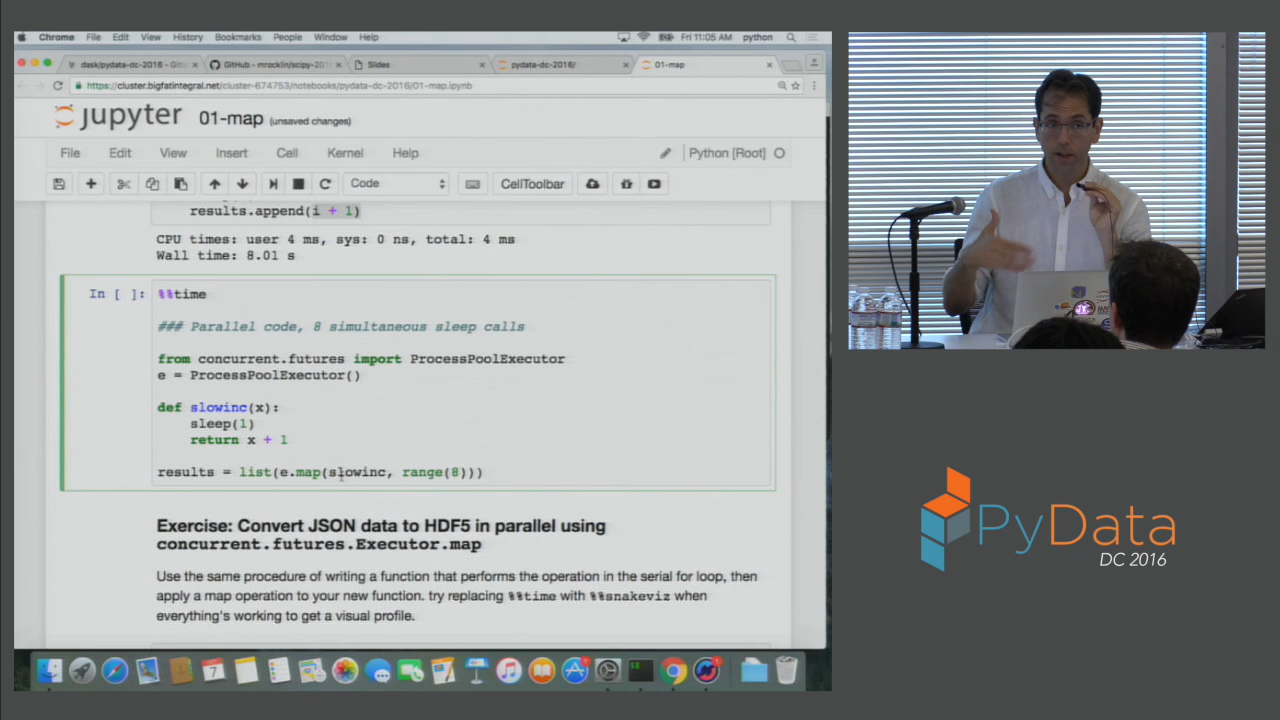 Chrome File Edit View History Bookmarks People Window Help Fri 11:05 AM python
GitHub - mrocklin/scipy-201
Slides
pydata-dc-2016/
01-map
https://cluster.bigfatintegral.net/cluster-674753/notebooks/pydata-dc-2016/01-map.ipynb
jupyter 01-map (unsaved changes)
File Edit View Insert Cell Kernel Help Python [Root]
Code CellToolbar
results.append(i + 1)
CPU times: user 4 ms, sys: 0 ns, total: 4 ms
Wall time: 8.01 s
In [ ]: %%time
### Parallel code, 8 simultaneous sleep calls
from concurrent.futures import ProcessPoolExecutor
e = ProcessPoolExecutor()
def slowinc(x):
sleep(1)
return x + 1
results = list(e.map(slowinc, range(8)))
Exercise: Convert JSON data to HDF5 in parallel using
concurrent.futures.Executor.map
Use the same procedure of writing a function that performs the operation in the serial for loop, then
apply a map operation to your new function. try replacing %%time with %%snakeviz when
everything's working to get a visual profile.
7
PyData
DC 2016